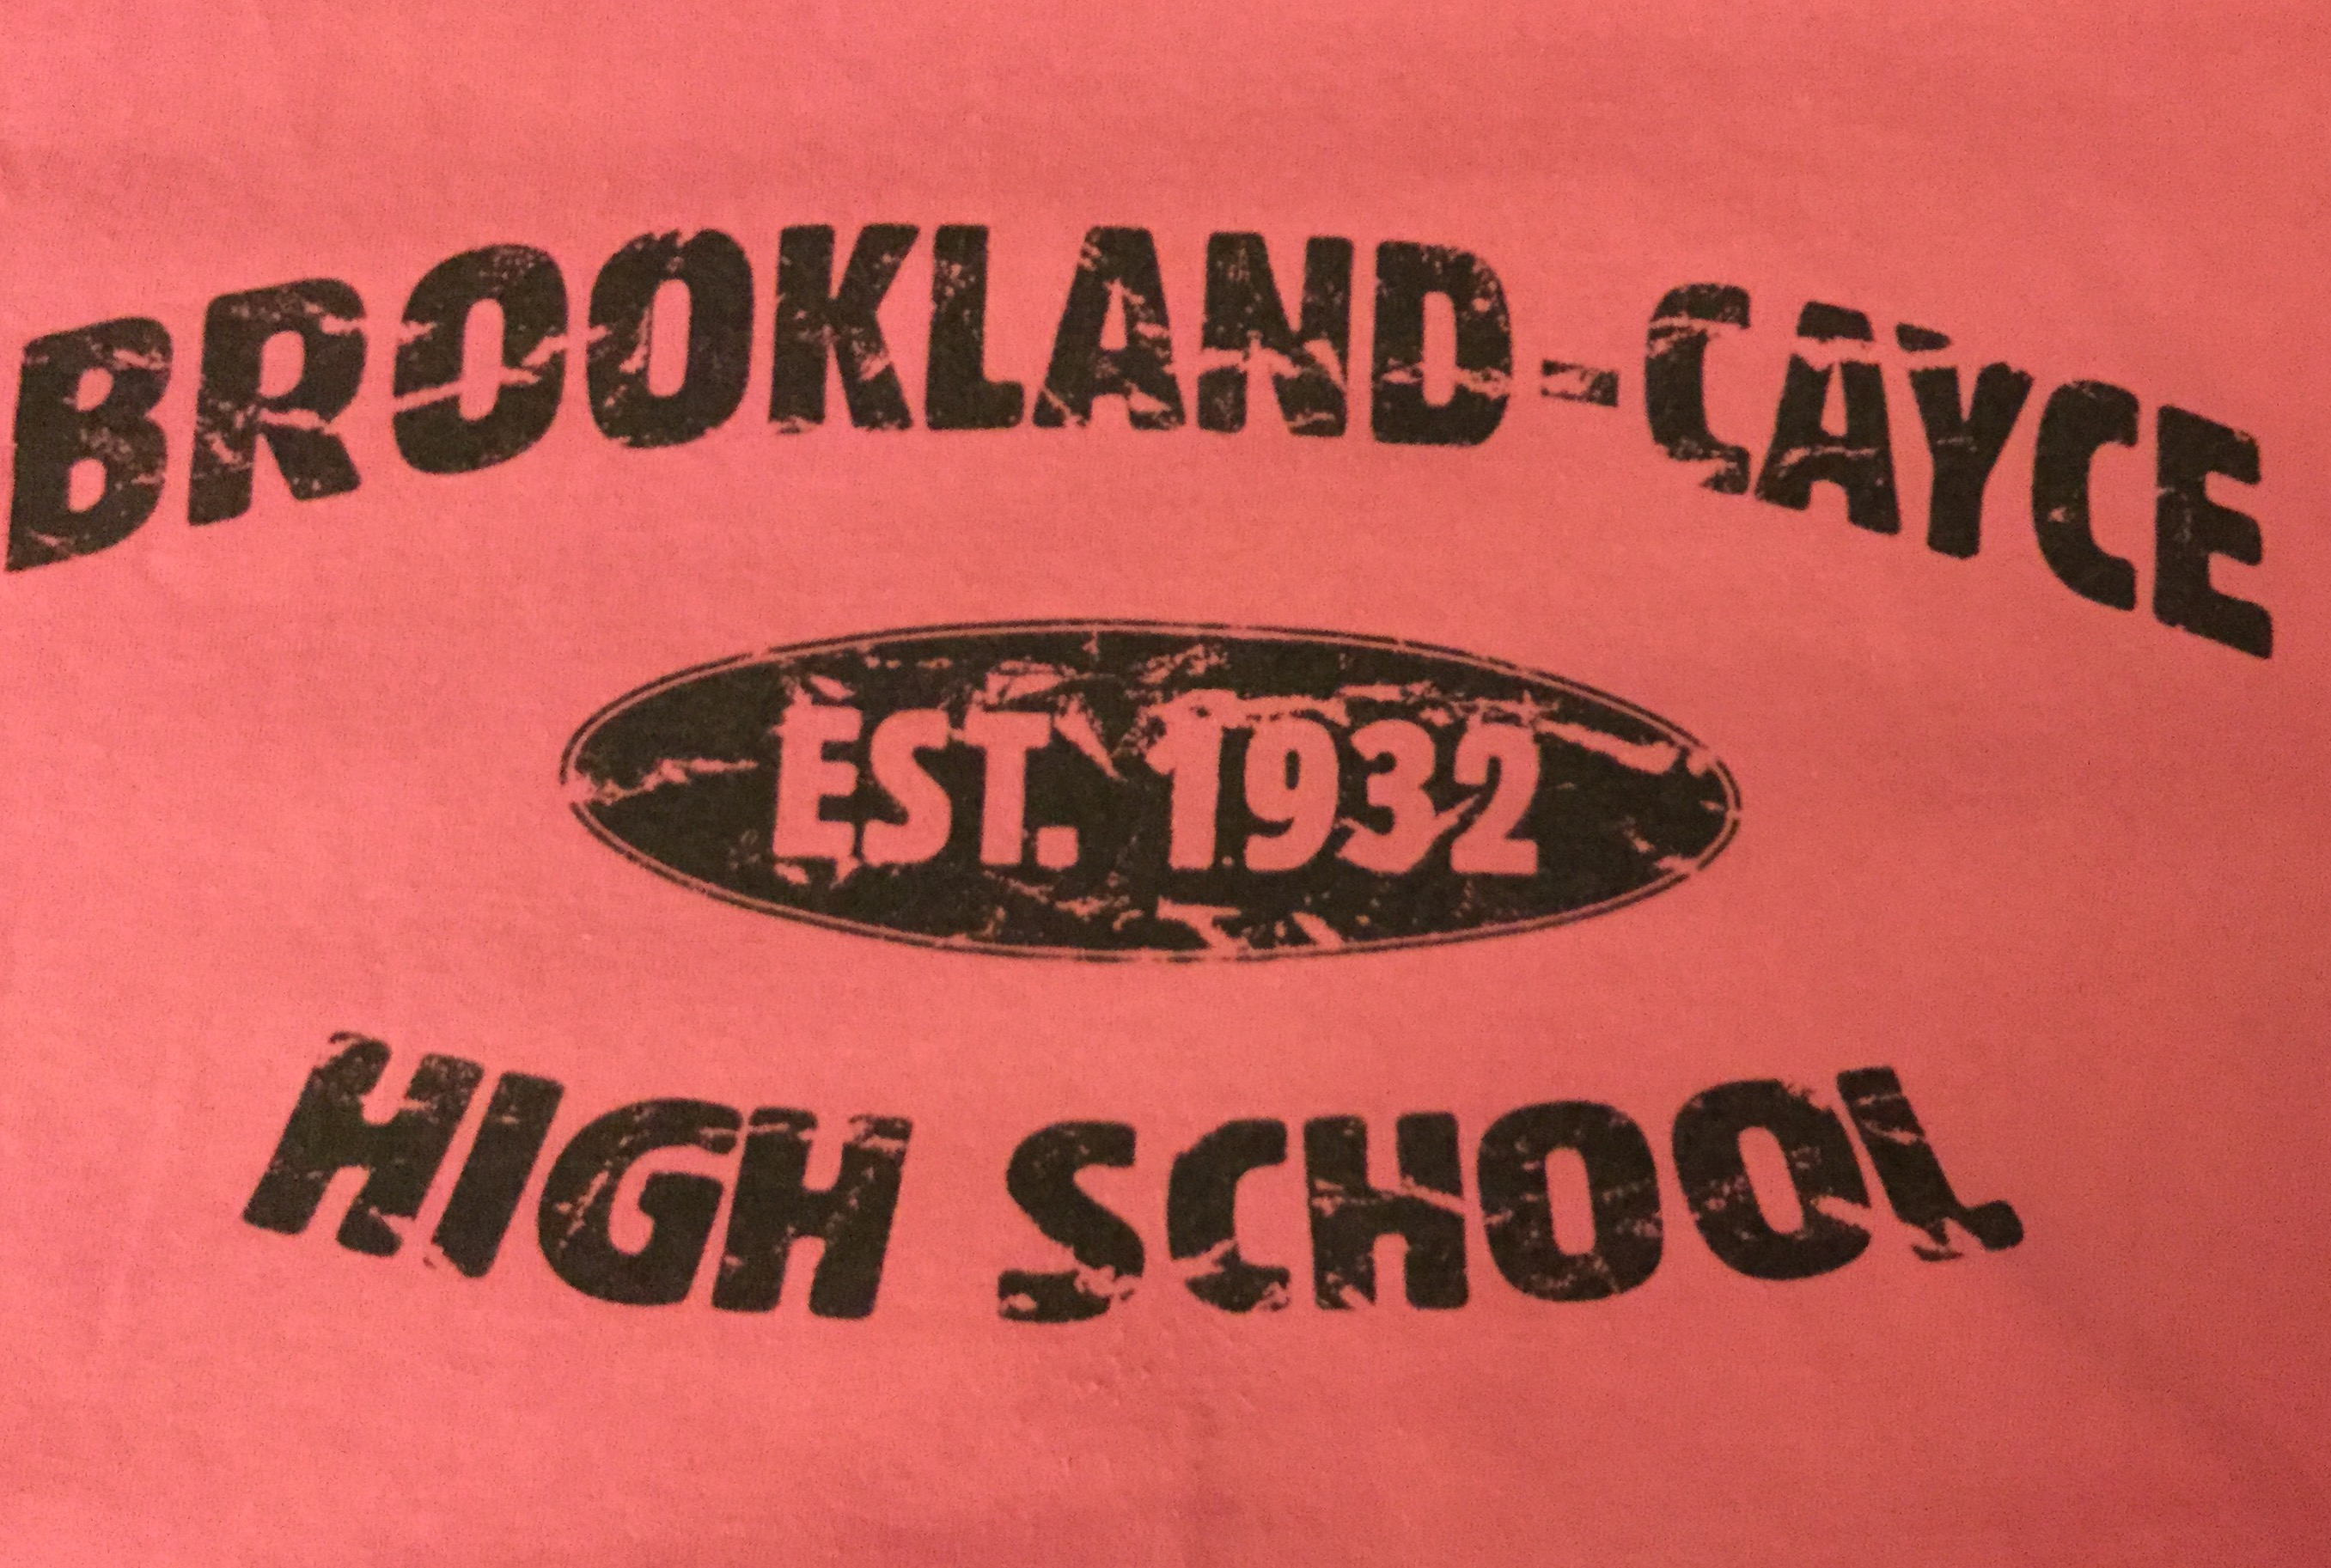 BROOKLAND-CAYCE
EST. 1932
HIGH SCHOOL